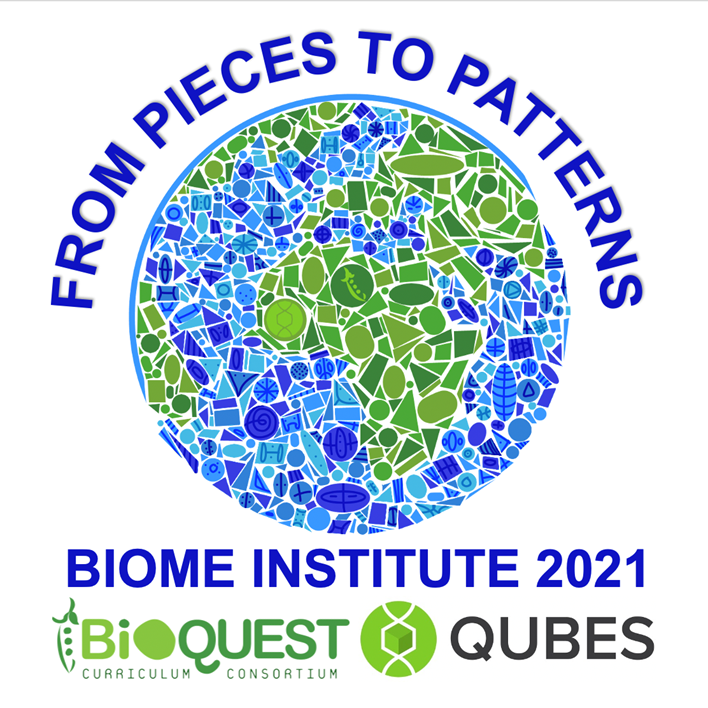 FROM PIECES TO PATTERNS
BIOME INSTITUTE 2021
BiOQUEST QUBES
CURRICULUM CONSORTIUM